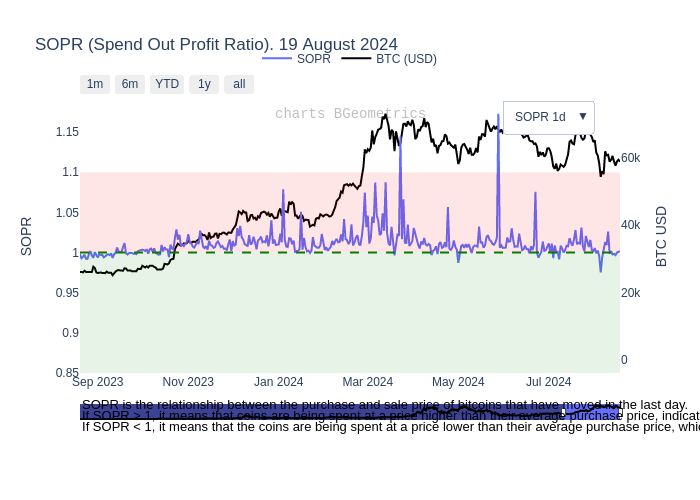 SOPR (Spend Out Profit Ratio). 19 August 2024
SOPR BTC (USD)
1m 6m YTD 1y all
charts BGeometrics
SOPR 1d ▼
1.15
1.1
1.05
1
0.95
0.9
0.85
SOPR
60k
40k
20k
0
BTC USD
Sep 2023 Nov 2023 Jan 2024 Mar 2024 May 2024 Jul 2024
SOPR is the relationship between the purchase and sale price of bitcoins that have moved in the last day.
If SOPR > 1, it means that coins are being spent at a price higher than their average purchase price, indicat
If SOPR < 1, it means that the coins are being spent at a price lower than their average purchase price, whic